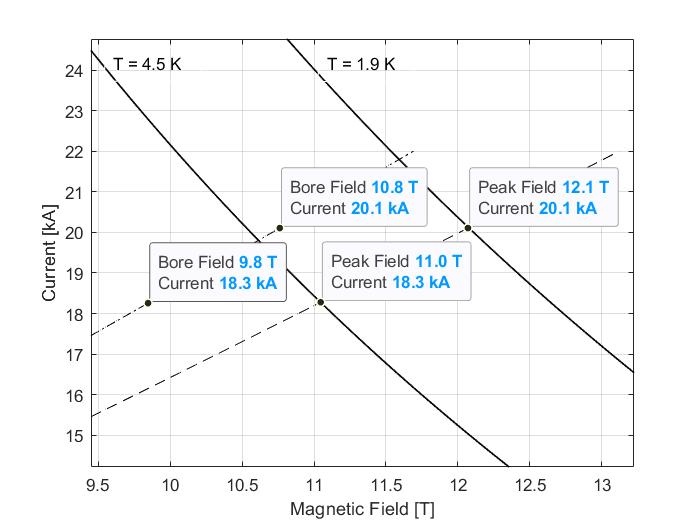 T = 4.5 K
T = 1.9 K
Bore Field 10.8 T
Current 20.1 kA
Peak Field 12.1 T
Current 20.1 kA
Bore Field 9.8 T
Current 18.3 kA
Peak Field 11.0 T
Current 18.3 kA
Current [kA]
24
23
22
21
20
19
18
17
16
15
9.5 10 10.5 11 11.5 12 12.5 13
Magnetic Field [T]